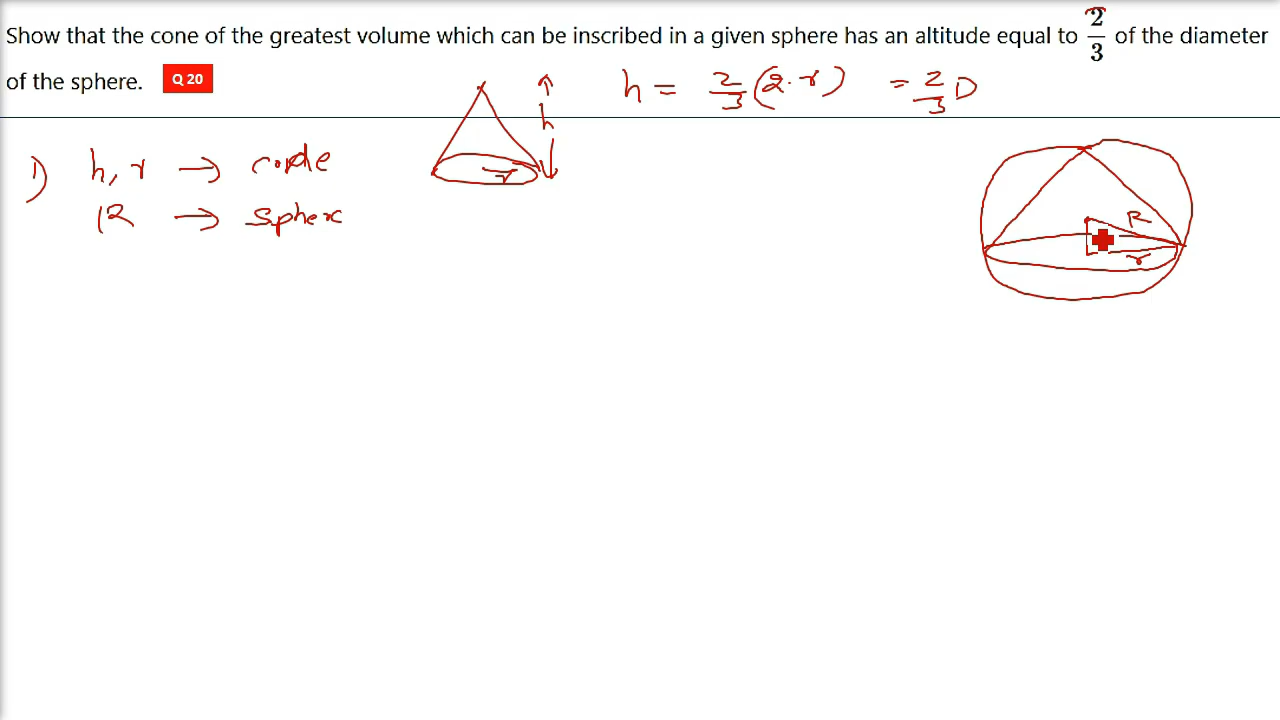 Show that the cone of the greatest volume which can be inscribed in a given sphere has an altitude equal to 2/3 of the diameter
of the sphere. Q 20
h = 2/3 (2·r) = 2/3 D
h
r
1) h, r → cone
R → Sphere
R
r